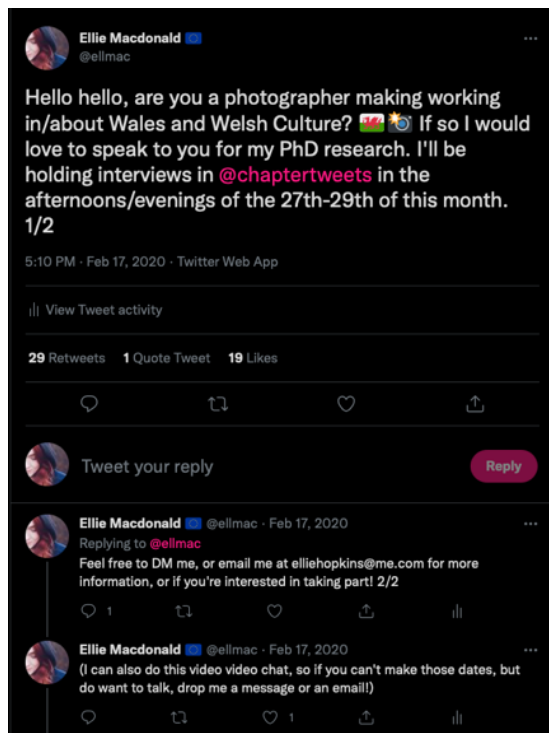 Ellie Macdonald 🇪🇺
@ellmac
Hello hello, are you a photographer making working
in/about Wales and Welsh Culture? 🏴󠁧󠁢󠁷󠁬󠁳󠁿📸 If so I would
love to speak to you for my PhD research. I'll be
holding interviews in @chaptertweets in the
afternoons/evenings of the 27th-29th of this month.
1/2
5:10 PM · Feb 17, 2020 · Twitter Web App
View Tweet activity
29 Retweets 1 Quote Tweet 19 Likes
Tweet your reply
Reply
Ellie Macdonald 🇪🇺 @ellmac · Feb 17, 2020
Replying to @ellmac
Feel free to DM me, or email me at elliehopkins@me.com for more
information, or if you're interested in taking part! 2/2
1
Ellie Macdonald 🇪🇺 @ellmac · Feb 17, 2020
(I can also do this video video chat, so if you can't make those dates, but
do want to talk, drop me a message or an email!)
1